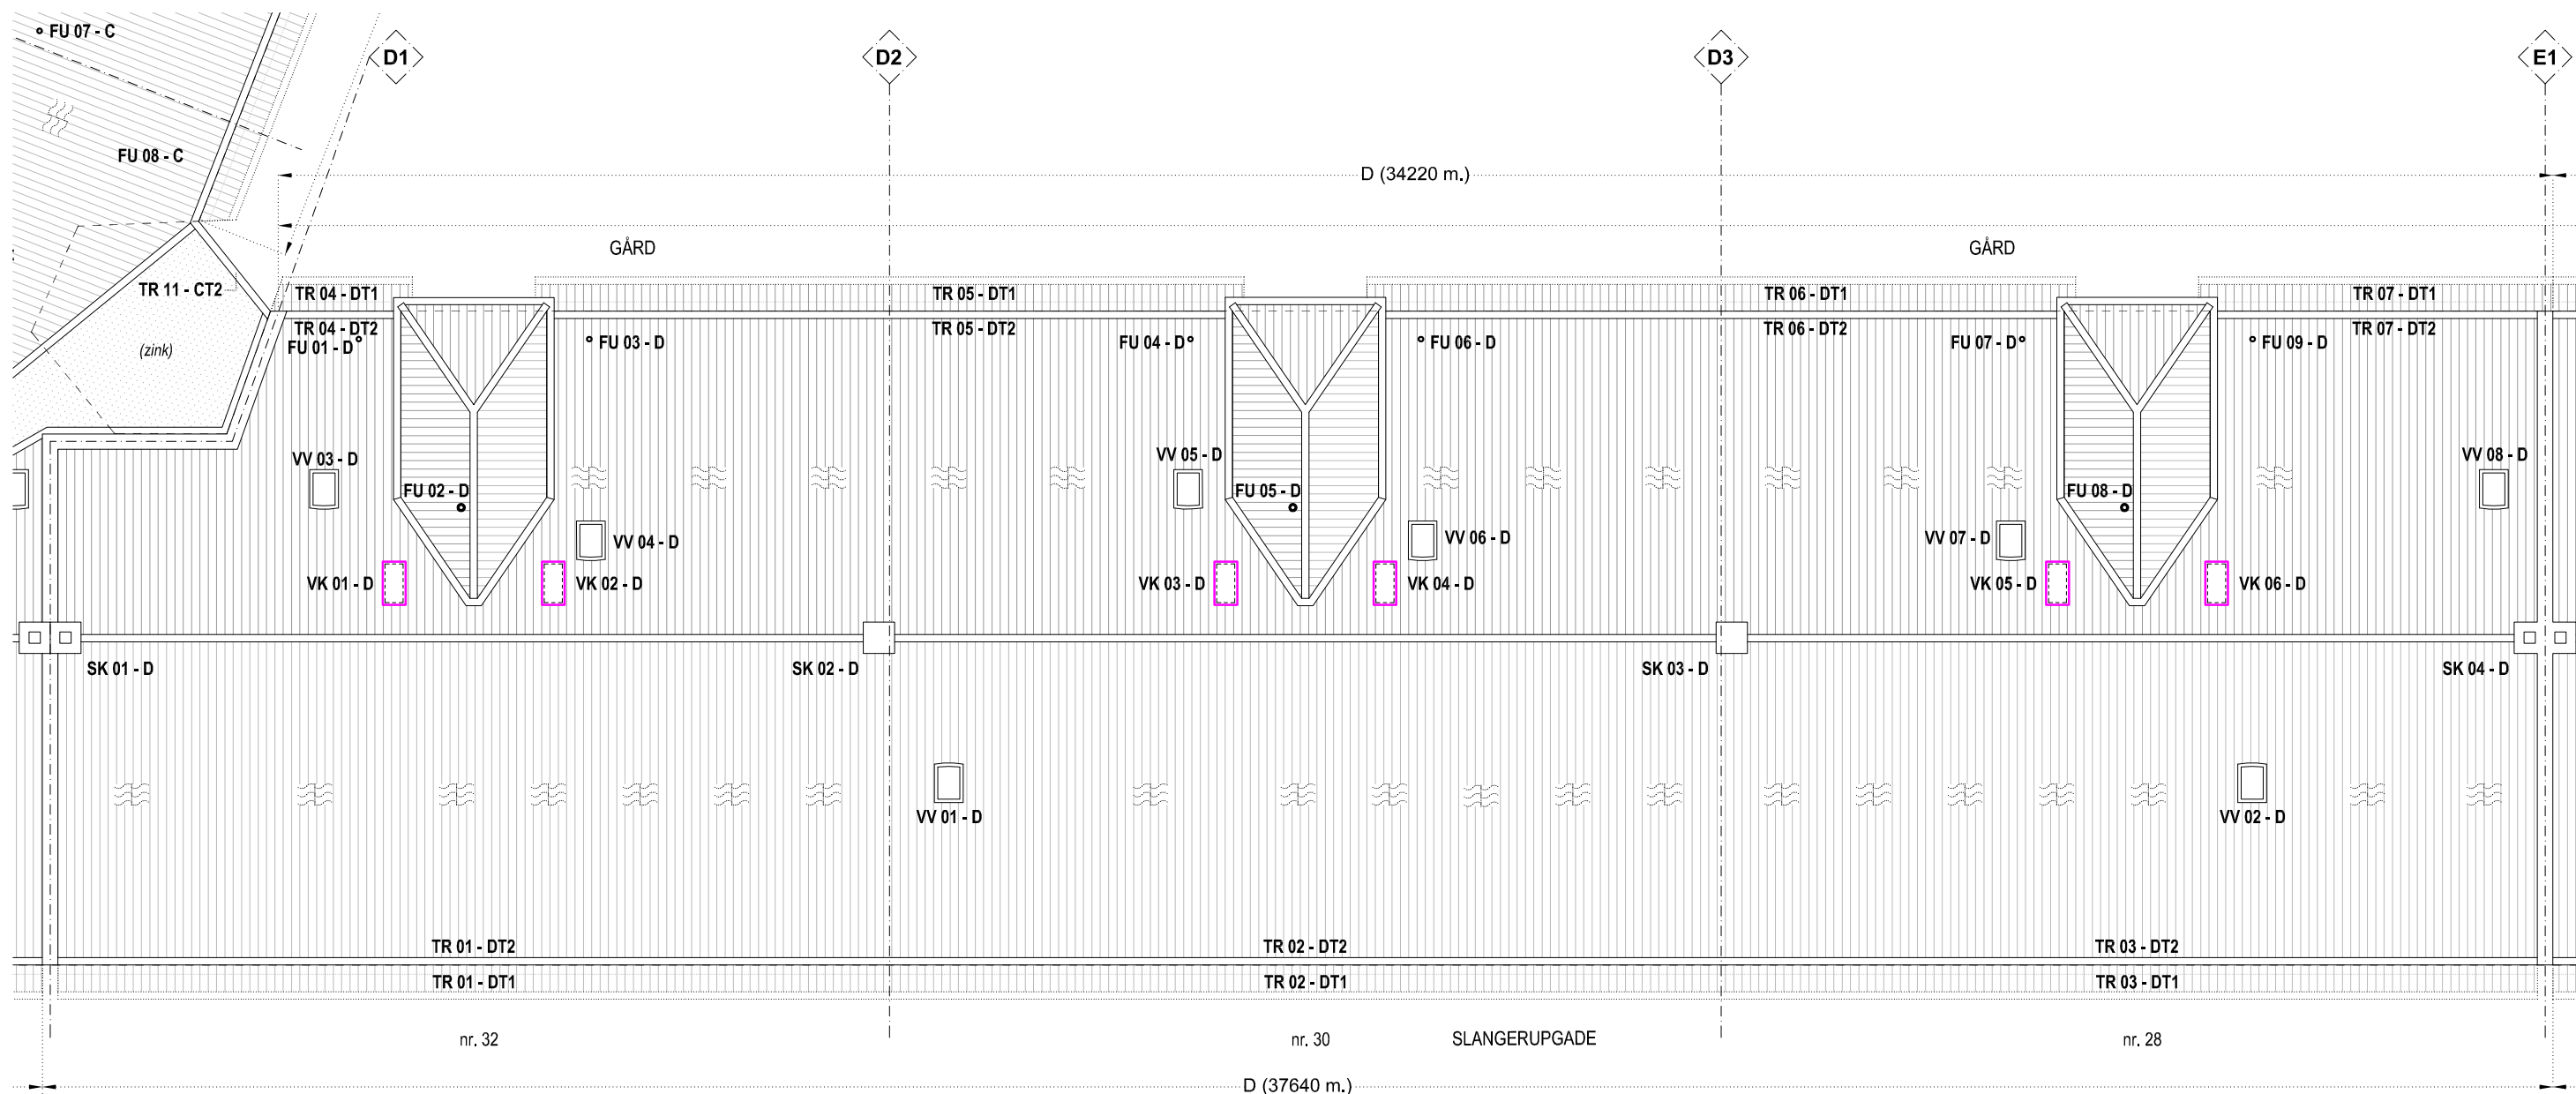 FU 07 - C
D1
D2
D3
E1
FU 08 - C
D (34220 m.)
GÅRD
GÅRD
TR 11 - CT2
TR 04 - DT1
TR 05 - DT1
TR 06 - DT1
TR 07 - DT1
TR 04 - DT2
TR 05 - DT2
TR 06 - DT2
TR 07 - DT2
(zink)
FU 01 - D
FU 03 - D
FU 04 - D
FU 06 - D
FU 07 - D
FU 09 - D
VV 03 - D
VV 05 - D
VV 08 - D
FU 02 - D
FU 05 - D
FU 08 - D
VV 04 - D
VV 06 - D
VV 07 - D
VK 01 - D
VK 02 - D
VK 03 - D
VK 04 - D
VK 05 - D
VK 06 - D
SK 01 - D
SK 02 - D
SK 03 - D
SK 04 - D
VV 01 - D
VV 02 - D
TR 01 - DT2
TR 02 - DT2
TR 03 - DT2
TR 01 - DT1
TR 02 - DT1
TR 03 - DT1
nr. 32
nr. 30
SLANGERUPGADE
nr. 28
D (37640 m.)